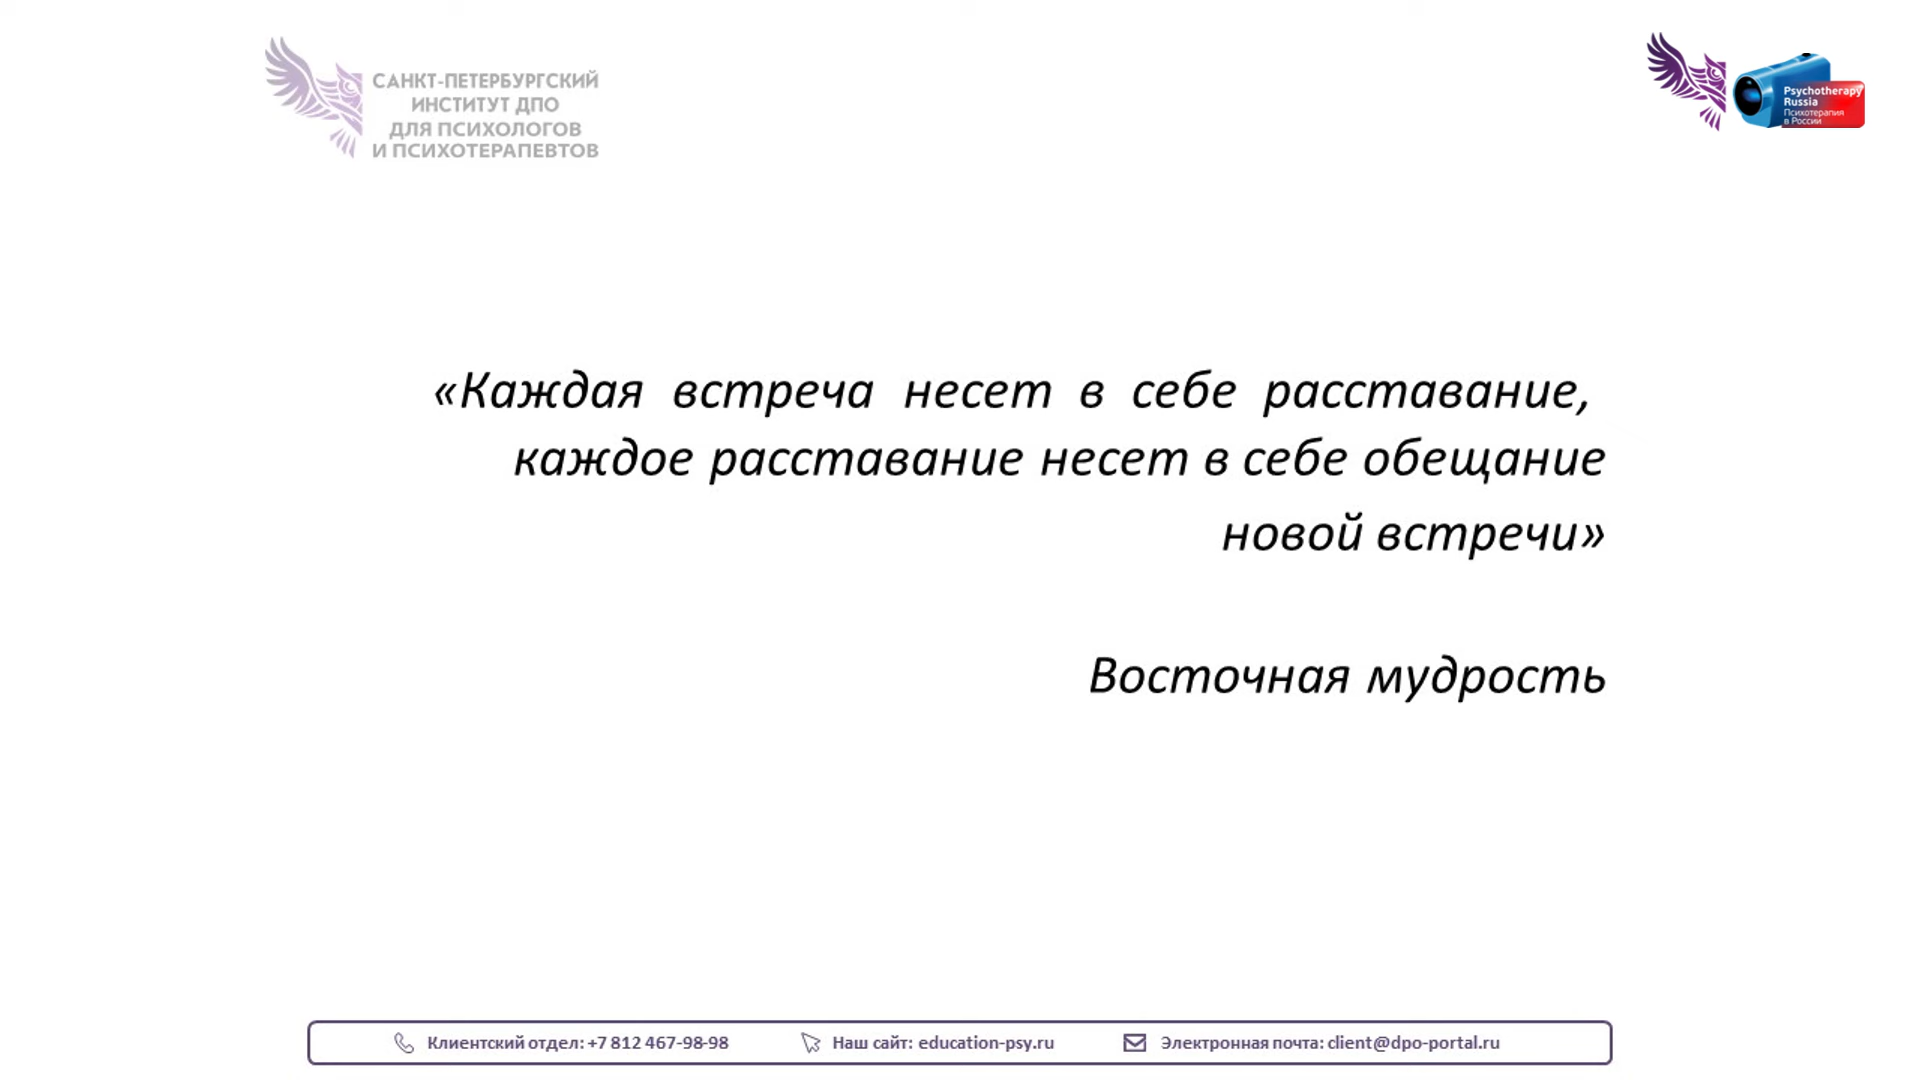 САНКТ-ПЕТЕРБУРГСКИЙ
ИНСТИТУТ ДПО
ДЛЯ ПСИХОЛОГОВ
И ПСИХОТЕРАПЕВТОВ
Psychotherapy
Russia
Психотерапия
в России
«Каждая встреча несет в себе расставание,
каждое расставание несет в себе обещание
новой встречи»
Восточная мудрость
Клиентский отдел: +7 812 467-98-98
Наш сайт: education-psy.ru
Электронная почта: client@dpo-portal.ru